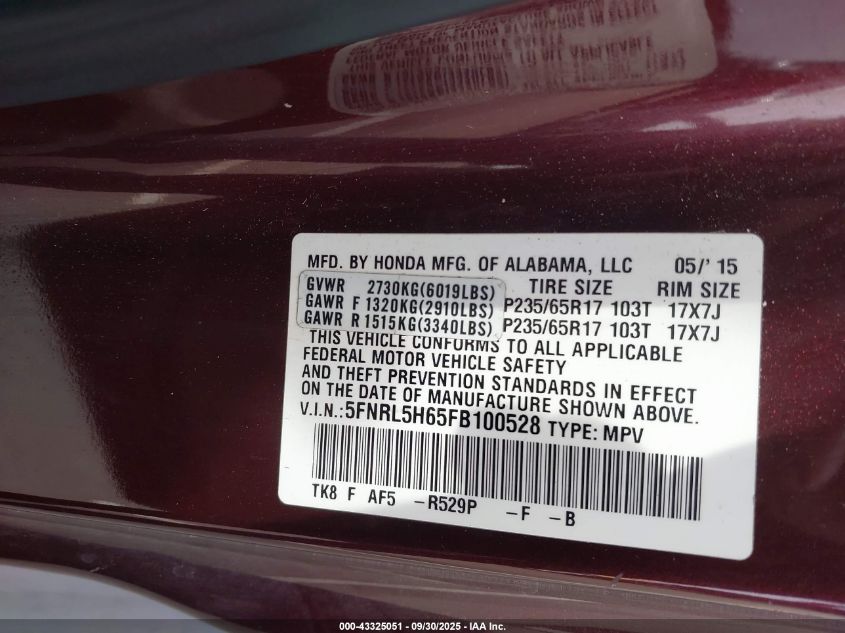 MFD. BY HONDA MFG. OF ALABAMA, LLC 05/' 15
GVWR 2730KG(6019LBS) TIRE SIZE RIM SIZE
GAWR F 1320KG(2910LBS) P235/65R17 103T 17X7J
GAWR R 1515KG(3340LBS) P235/65R17 103T 17X7J
THIS VEHICLE CONFORMS TO ALL APPLICABLE
FEDERAL MOTOR VEHICLE SAFETY
AND THEFT PREVENTION STANDARDS IN EFFECT
ON THE DATE OF MANUFACTURE SHOWN ABOVE.
V.I.N.:5FNRL5H65FB100528 TYPE: MPV
TK8 F AF5 -R529P -F -B
000-43325051 - 09/30/2025 - IAA Inc.